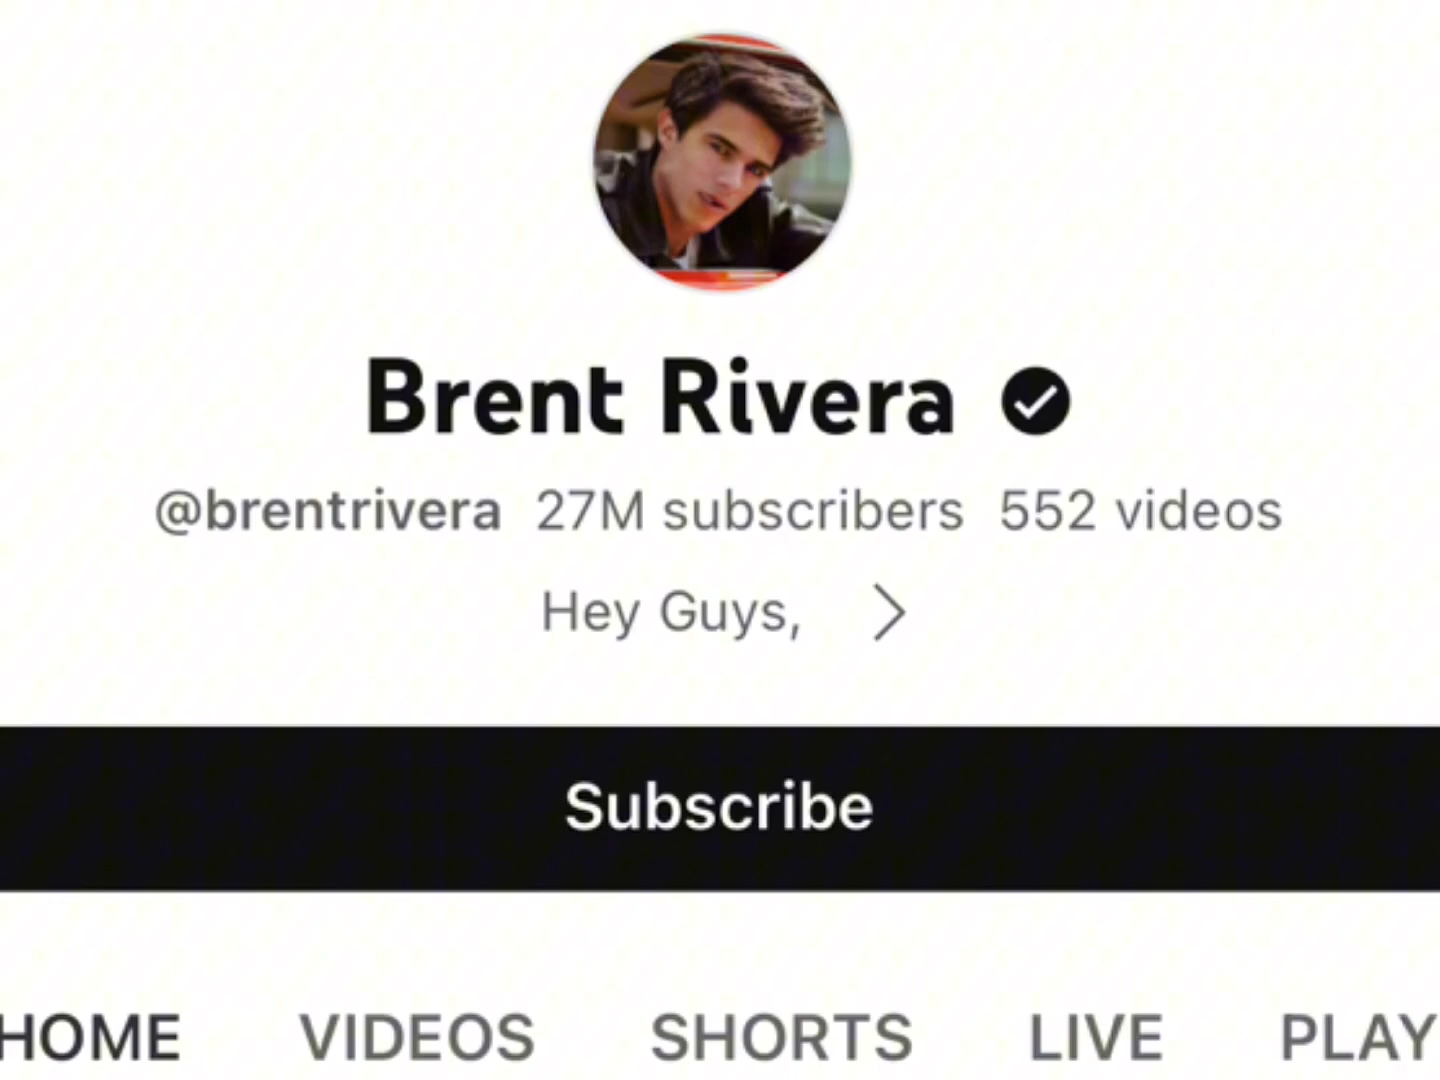 Brent Rivera
@brentrivera 27M subscribers 552 videos
Hey Guys,
Subscribe
HOME VIDEOS SHORTS LIVE PLAY